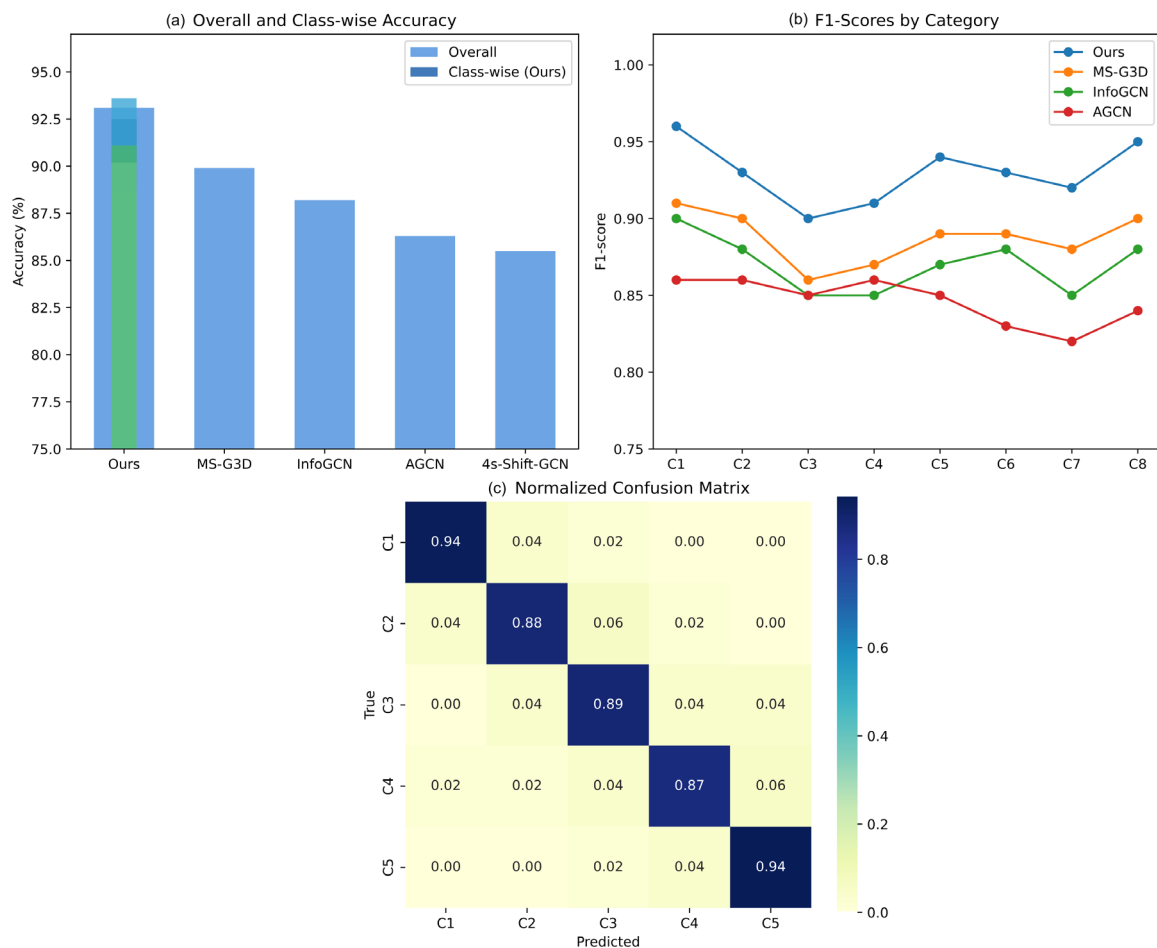 (a) Overall and Class-wise Accuracy
Overall
Class-wise (Ours)
Accuracy (%)
95.0
92.5
90.0
87.5
85.0
82.5
80.0
77.5
75.0
Ours MS-G3D InfoGCN AGCN 4s-Shift-GCN
(b) F1-Scores by Category
Ours
MS-G3D
InfoGCN
AGCN
F1-score
1.00
0.95
0.90
0.85
0.80
0.75
C1 C2 C3 C4 C5 C6 C7 C8
(c) Normalized Confusion Matrix
True
C1 0.94 0.04 0.02 0.00 0.00
C2 0.04 0.88 0.06 0.02 0.00
C3 0.00 0.04 0.89 0.04 0.04
C4 0.02 0.02 0.04 0.87 0.06
C5 0.00 0.00 0.02 0.04 0.94
C1 C2 C3 C4 C5
Predicted
0.8
0.6
0.4
0.2
0.0